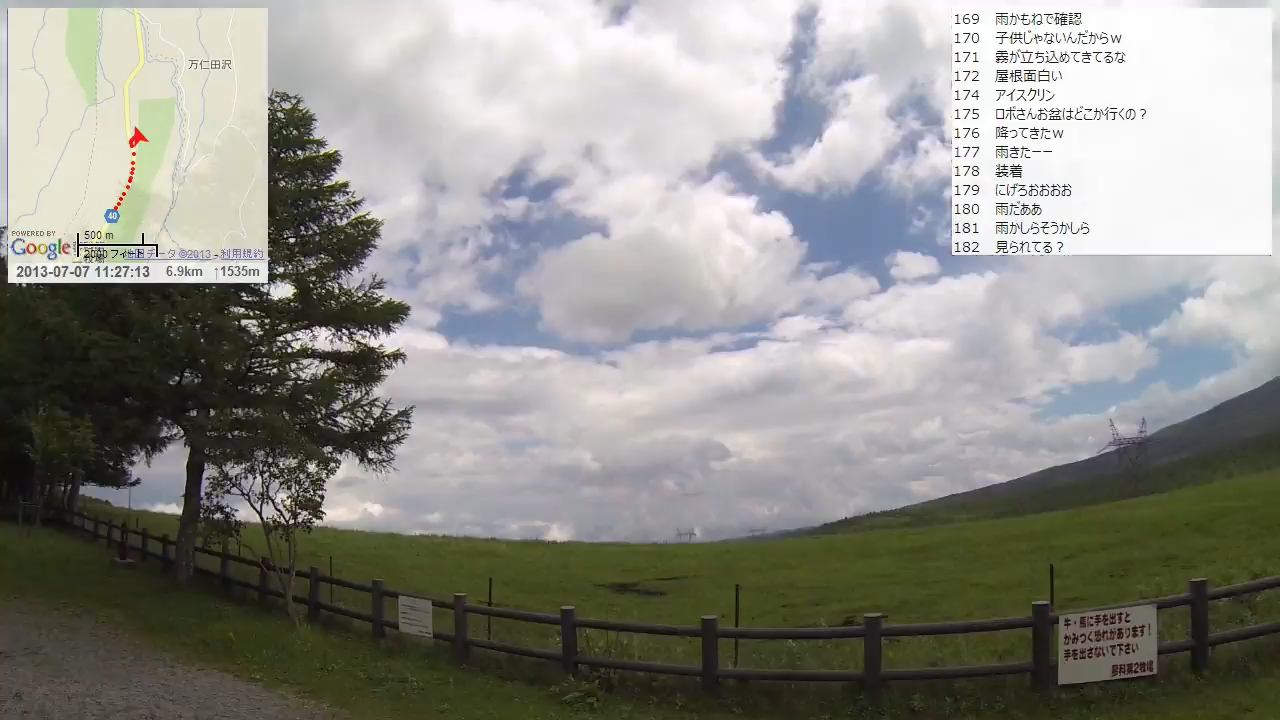 万仁田沢
40
POWERED BY
Google
500 m
2000 フィート
地図データ ©2013 - 利用規約
2013-07-07 11:27:13 6.9km ↑1535m
169 雨かもねで確認
170 子供じゃないんだからｗ
171 霧が立ち込めてきてるな
172 屋根面白い
174 アイスクリン
175 ロボさんお盆はどこか行くの？
176 降ってきたｗ
177 雨きたーー
178 装着
179 にげろおおおお
180 雨だああ
181 雨かしらそうかしら
182 見られてる？
牛・馬に手を出すと
かみつく恐れがあります！
手を出さないで下さい
蓼科第2牧場